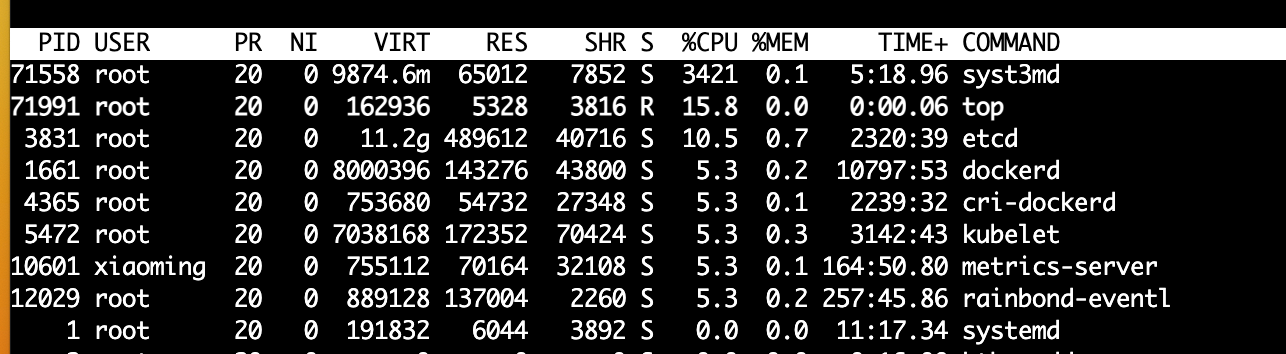 PID USER PR NI VIRT RES SHR S %CPU %MEM TIME+ COMMAND
71558 root 20 0 9874.6m 65012 7852 S 3421 0.1 5:18.96 syst3md
71991 root 20 0 162936 5328 3816 R 15.8 0.0 0:00.06 top
3831 root 20 0 11.2g 489612 40716 S 10.5 0.7 2320:39 etcd
1661 root 20 0 8000396 143276 43800 S 5.3 0.2 10797:53 dockerd
4365 root 20 0 753680 54732 27348 S 5.3 0.1 2239:32 cri-dockerd
5472 root 20 0 7038168 172352 70424 S 5.3 0.3 3142:43 kubelet
10601 xiaoming 20 0 755112 70164 32108 S 5.3 0.1 164:50.80 metrics-server
12029 root 20 0 889128 137004 2260 S 5.3 0.2 257:45.86 rainbond-eventl
1 root 20 0 191832 6044 3892 S 0.0 0.0 11:17.34 systemd